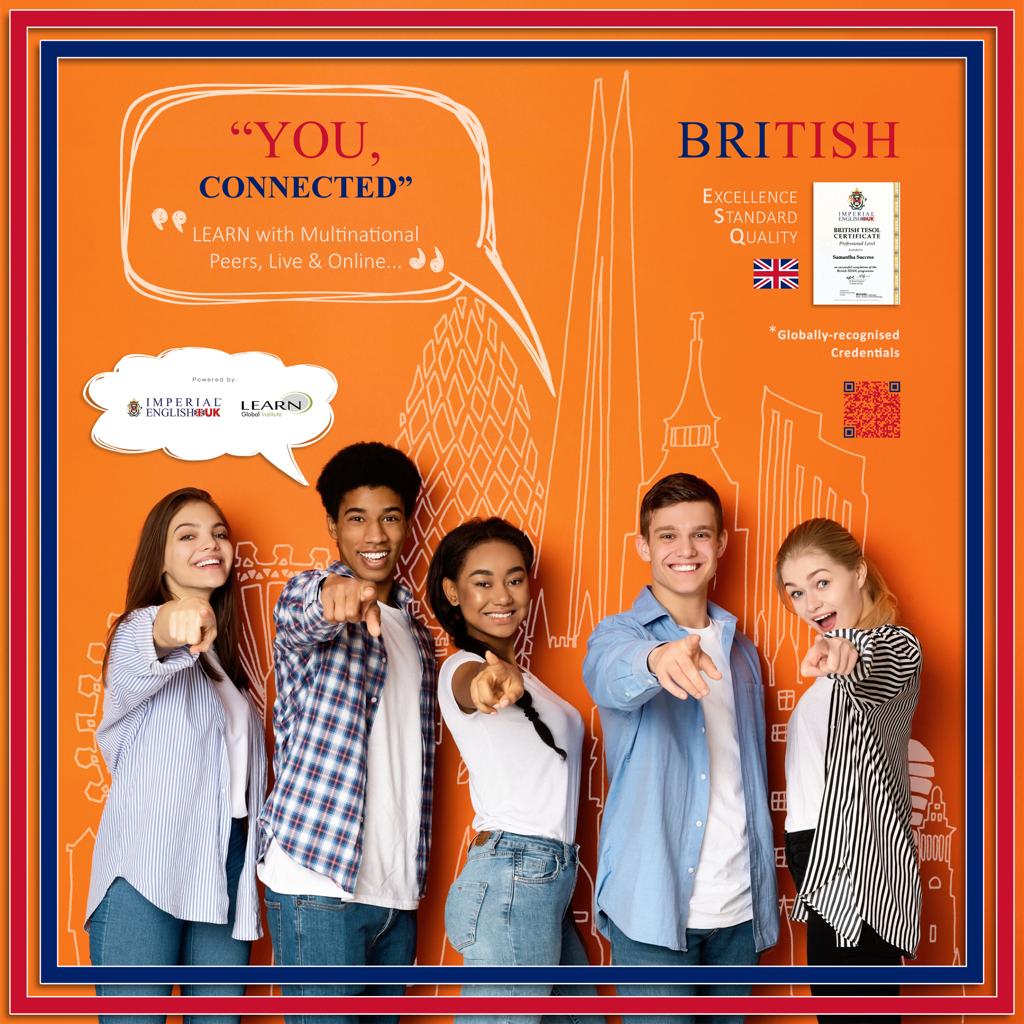 “YOU,
CONNECTED”
“ LEARN with Multinational
Peers, Live & Online... ”
BRITISH
EXCELLENCE
STANDARD
QUALITY
IMPERIAL
ENGLISH UK
BRITISH TESOL
CERTIFICATE
Professional Level
Samantha Success
*Globally-recognised
Credentials
Powered by:
IMPERIAL
ENGLISH UK
LEARN
Global Institute